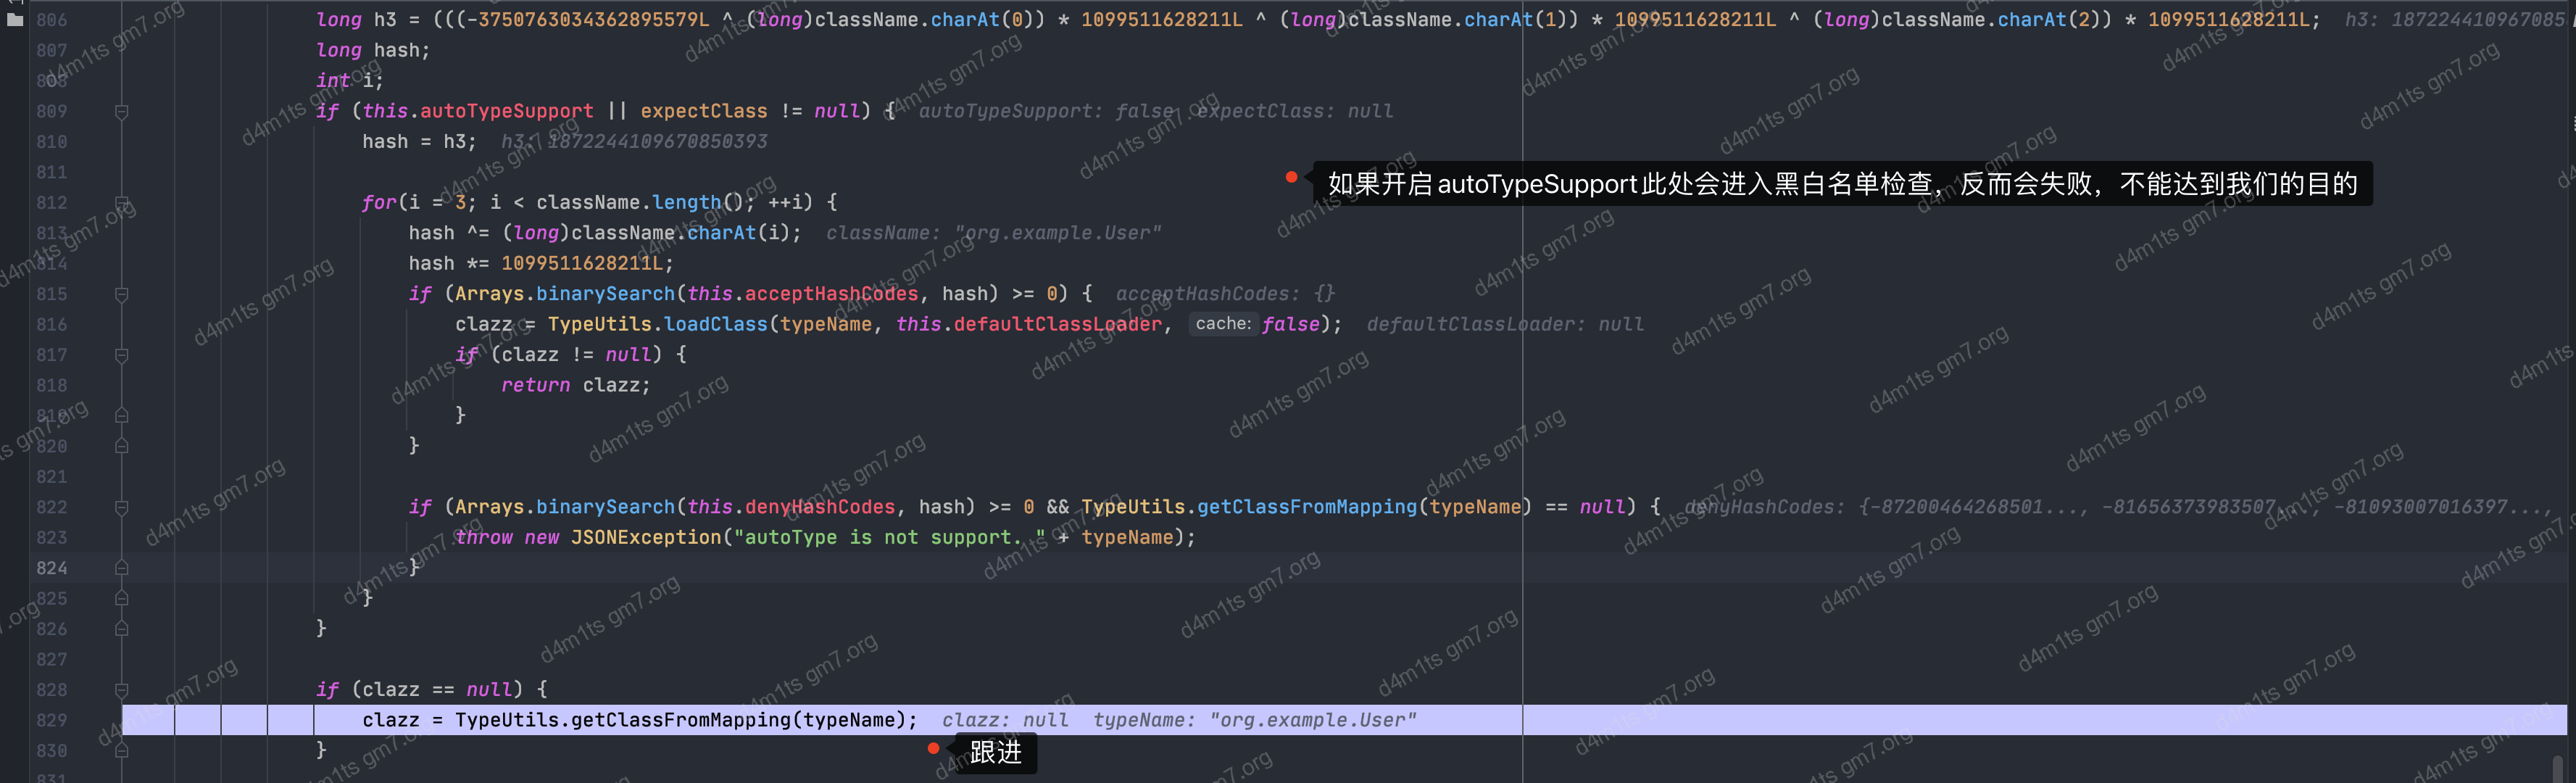 806 long h3 = (((-3750763034362895579L ^ (long)className.charAt(0)) * 1099511628211L ^ (long)className.charAt(1)) * 1099511628211L ^ (long)className.charAt(2)) * 1099511628211L; h3: 187224410967085
807 long hash;
808 int i;
809 if (this.autoTypeSupport || expectClass != null) { autoTypeSupport: false expectClass: null
810 hash = h3; h3: 1872244109670850393
811
如果开启autoTypeSupport此处会进入黑白名单检查，反而会失败，不能达到我们的目的
812 for(i = 3; i < className.length(); ++i) {
813 hash ^= (long)className.charAt(i); className: "org.example.User"
814 hash *= 1099511628211L;
815 if (Arrays.binarySearch(this.acceptHashCodes, hash) >= 0) { acceptHashCodes: {}
816 clazz = TypeUtils.loadClass(typeName, this.defaultClassLoader, cache: false); defaultClassLoader: null
817 if (clazz != null) {
818 return clazz;
819 }
820 }
821
822 if (Arrays.binarySearch(this.denyHashCodes, hash) >= 0 && TypeUtils.getClassFromMapping(typeName) == null) { denyHashCodes: {-87200464268501..., -81656373983507..., -81093007016397...,
823 throw new JSONException("autoType is not support. " + typeName);
824 }
825 }
826 }
827
828 if (clazz == null) {
829 clazz = TypeUtils.getClassFromMapping(typeName); clazz: null typeName: "org.example.User"
830 }
跟进
831
d4m1ts gm7.org